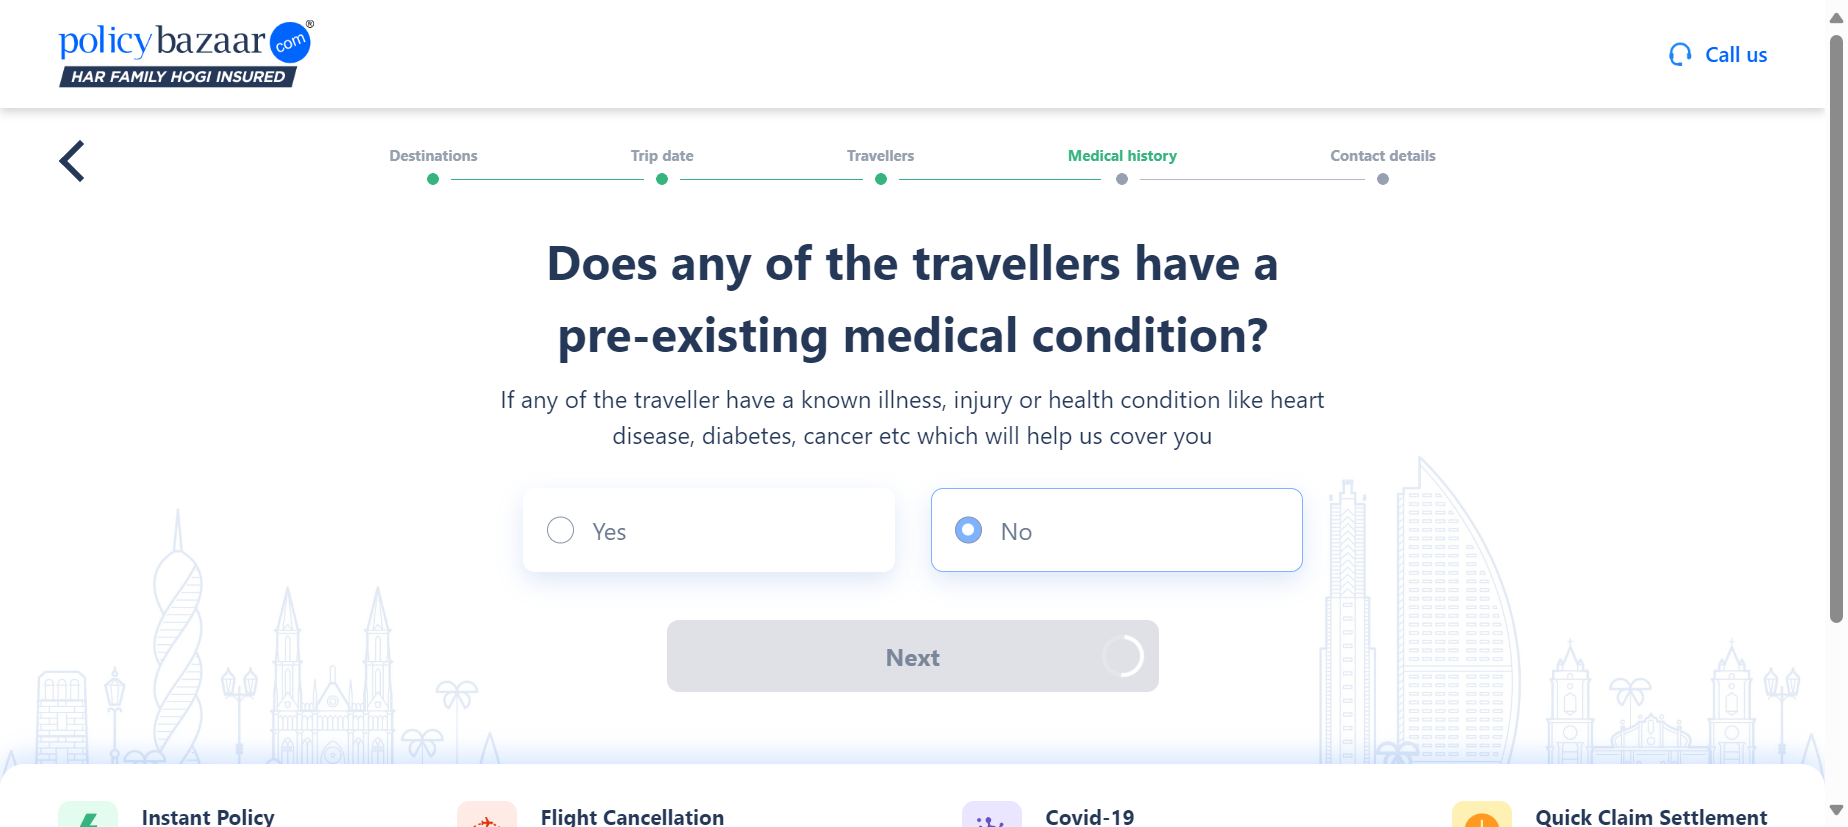 policybazaar com ®
HAR FAMILY HOGI INSURED
Call us
Destinations
Trip date
Travellers
Medical history
Contact details
Does any of the travellers have a
pre-existing medical condition?
If any of the traveller have a known illness, injury or health condition like heart
disease, diabetes, cancer etc which will help us cover you
Yes
No
Next
Instant Policy
Flight Cancellation
Covid-19
Quick Claim Settlement